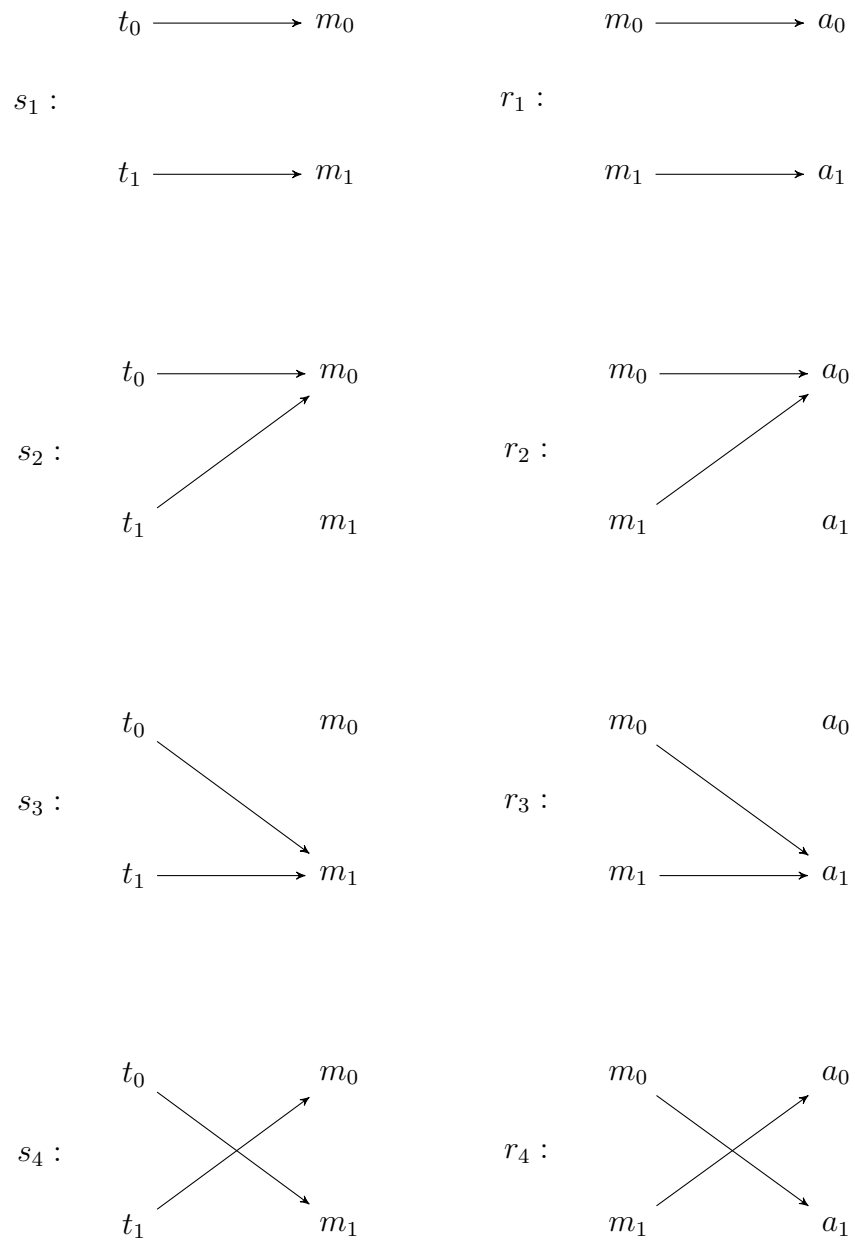 t₀ m₀ m₀ a₀
s₁ : r₁ :
t₁ m₁ m₁ a₁
t₀ m₀ m₀ a₀
s₂ : r₂ :
t₁ m₁ m₁ a₁
t₀ m₀ m₀ a₀
s₃ : r₃ :
t₁ m₁ m₁ a₁
t₀ m₀ m₀ a₀
s₄ : r₄ :
t₁ m₁ m₁ a₁